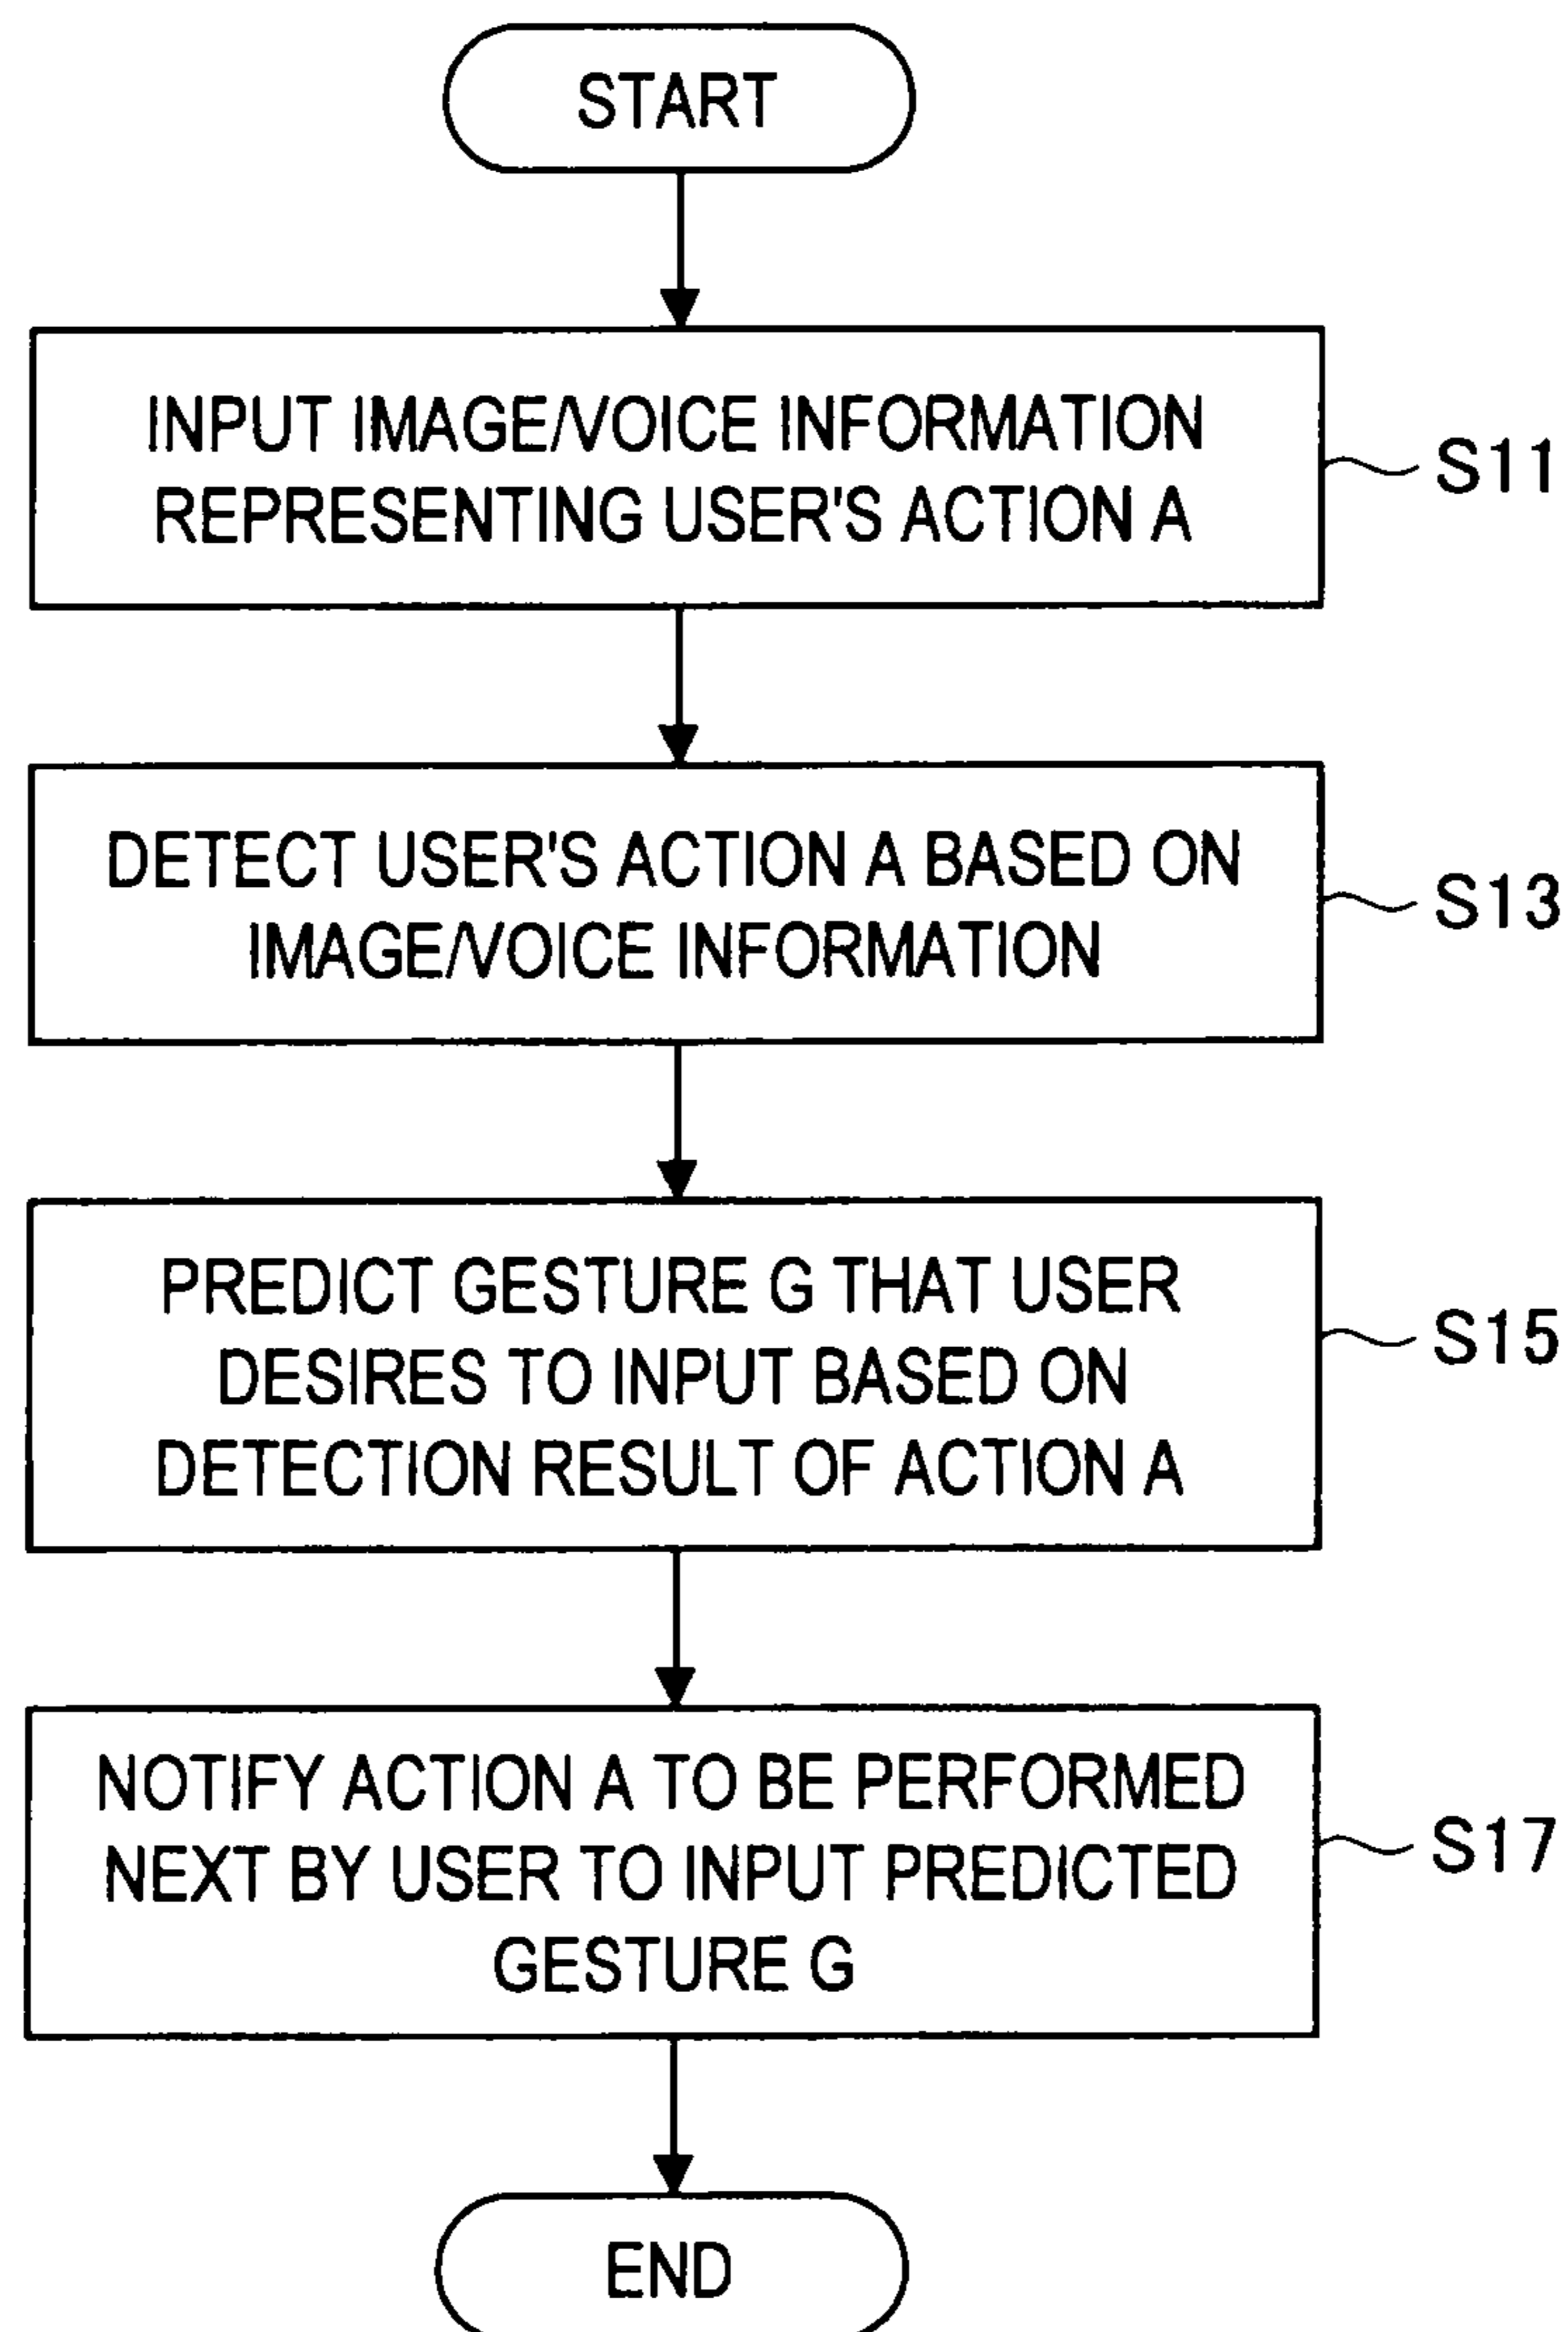 START
INPUT IMAGE/VOICE INFORMATION
REPRESENTING USER'S ACTION A
S11
DETECT USER'S ACTION A BASED ON
IMAGE/VOICE INFORMATION
S13
PREDICT GESTURE G THAT USER
DESIRES TO INPUT BASED ON
DETECTION RESULT OF ACTION A
S15
NOTIFY ACTION A TO BE PERFORMED
NEXT BY USER TO INPUT PREDICTED
GESTURE G
S17
END